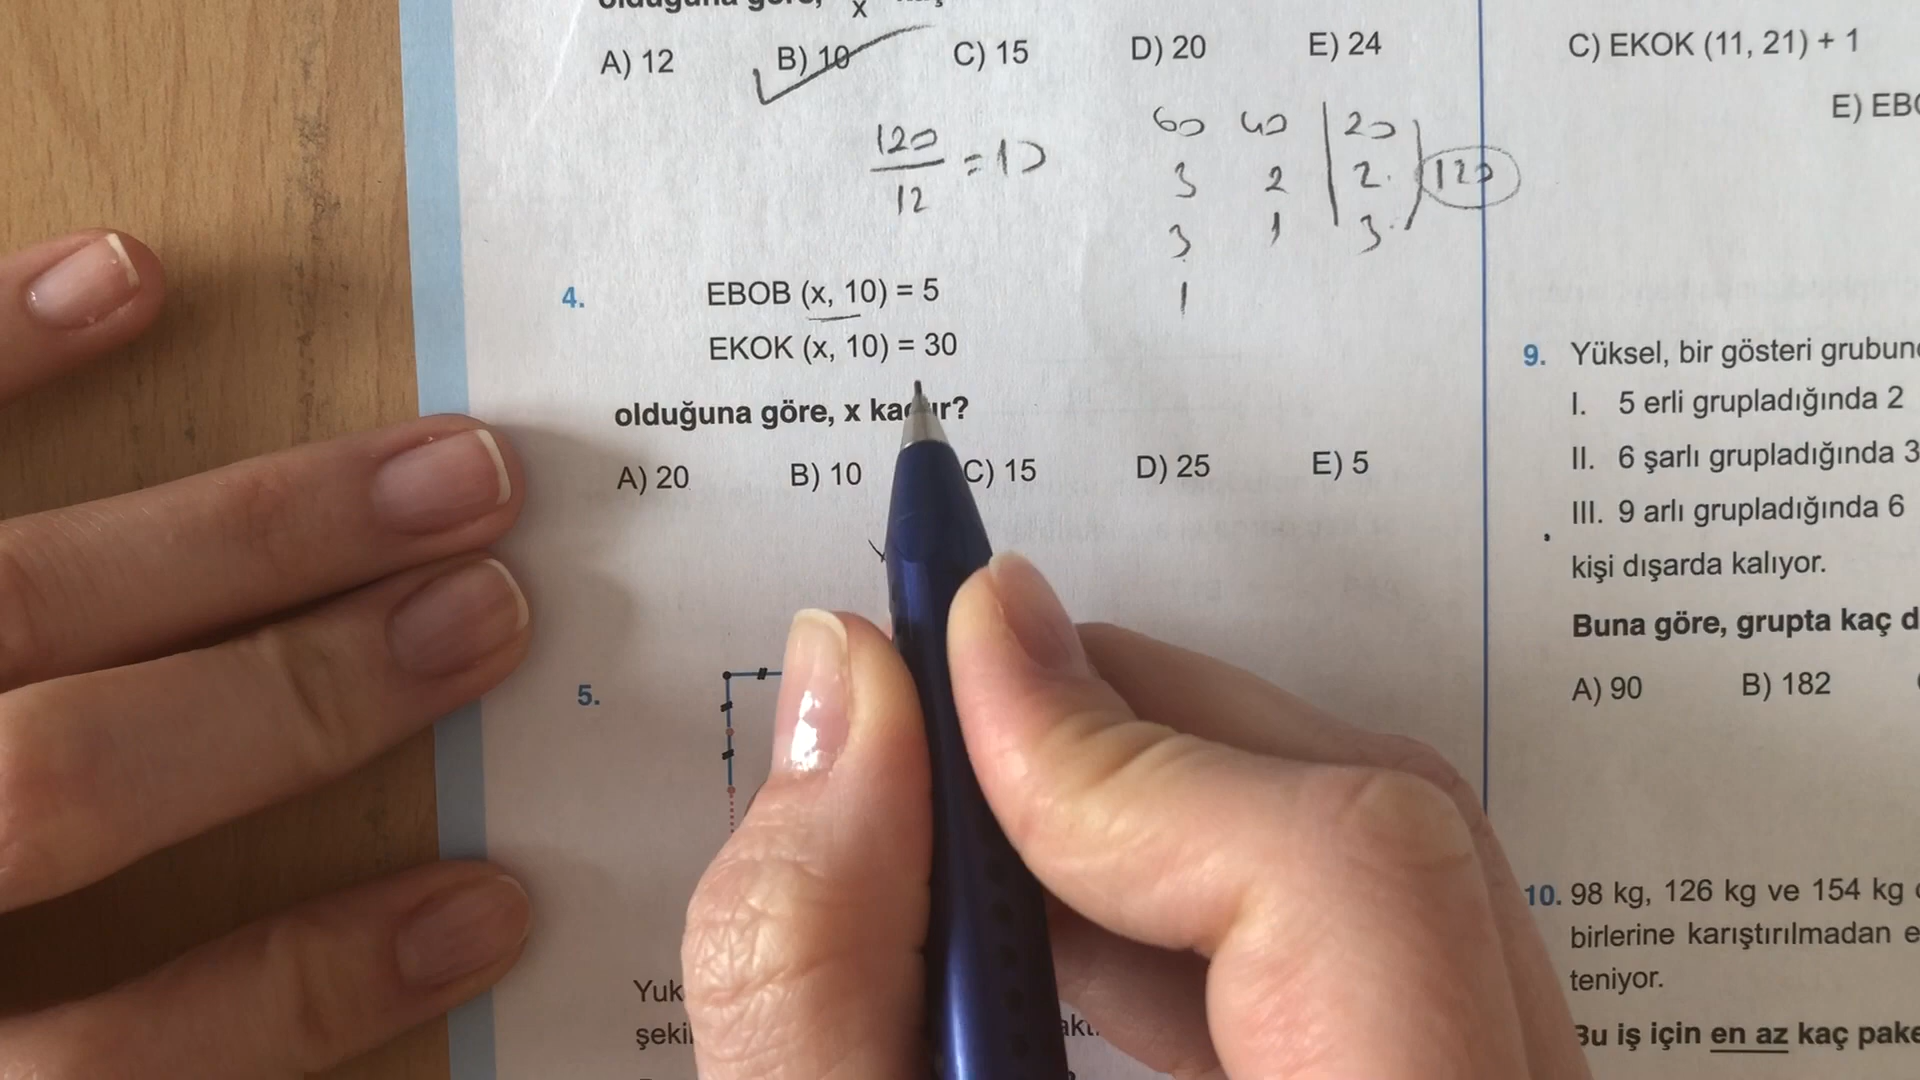 A) 12 B) 10 C) 15 D) 20 E) 24
120
12
= 10
60 40 20
3 2 2
3 1 3
1
120
4. EBOB (x, 10) = 5
EKOK (x, 10) = 30
olduğuna göre, x
A) 20 B) 10 C) 15 D) 25 E) 5
5.
C) EKOK (11, 21) + 1
E)
9. Yüksel, bir gösteri
I. 5 erli grupladığında 2
II. 6 şarlı grupladığında 3
III. 9 arlı grupladığında 6
kişi dışarda kalıyor.
Buna göre, grupta kaç
A) 90 B) 182
10. 98 kg, 126 kg ve 154 kg
birlerine karıştırılmadan
teniyor.
Bu iş için en az kaç